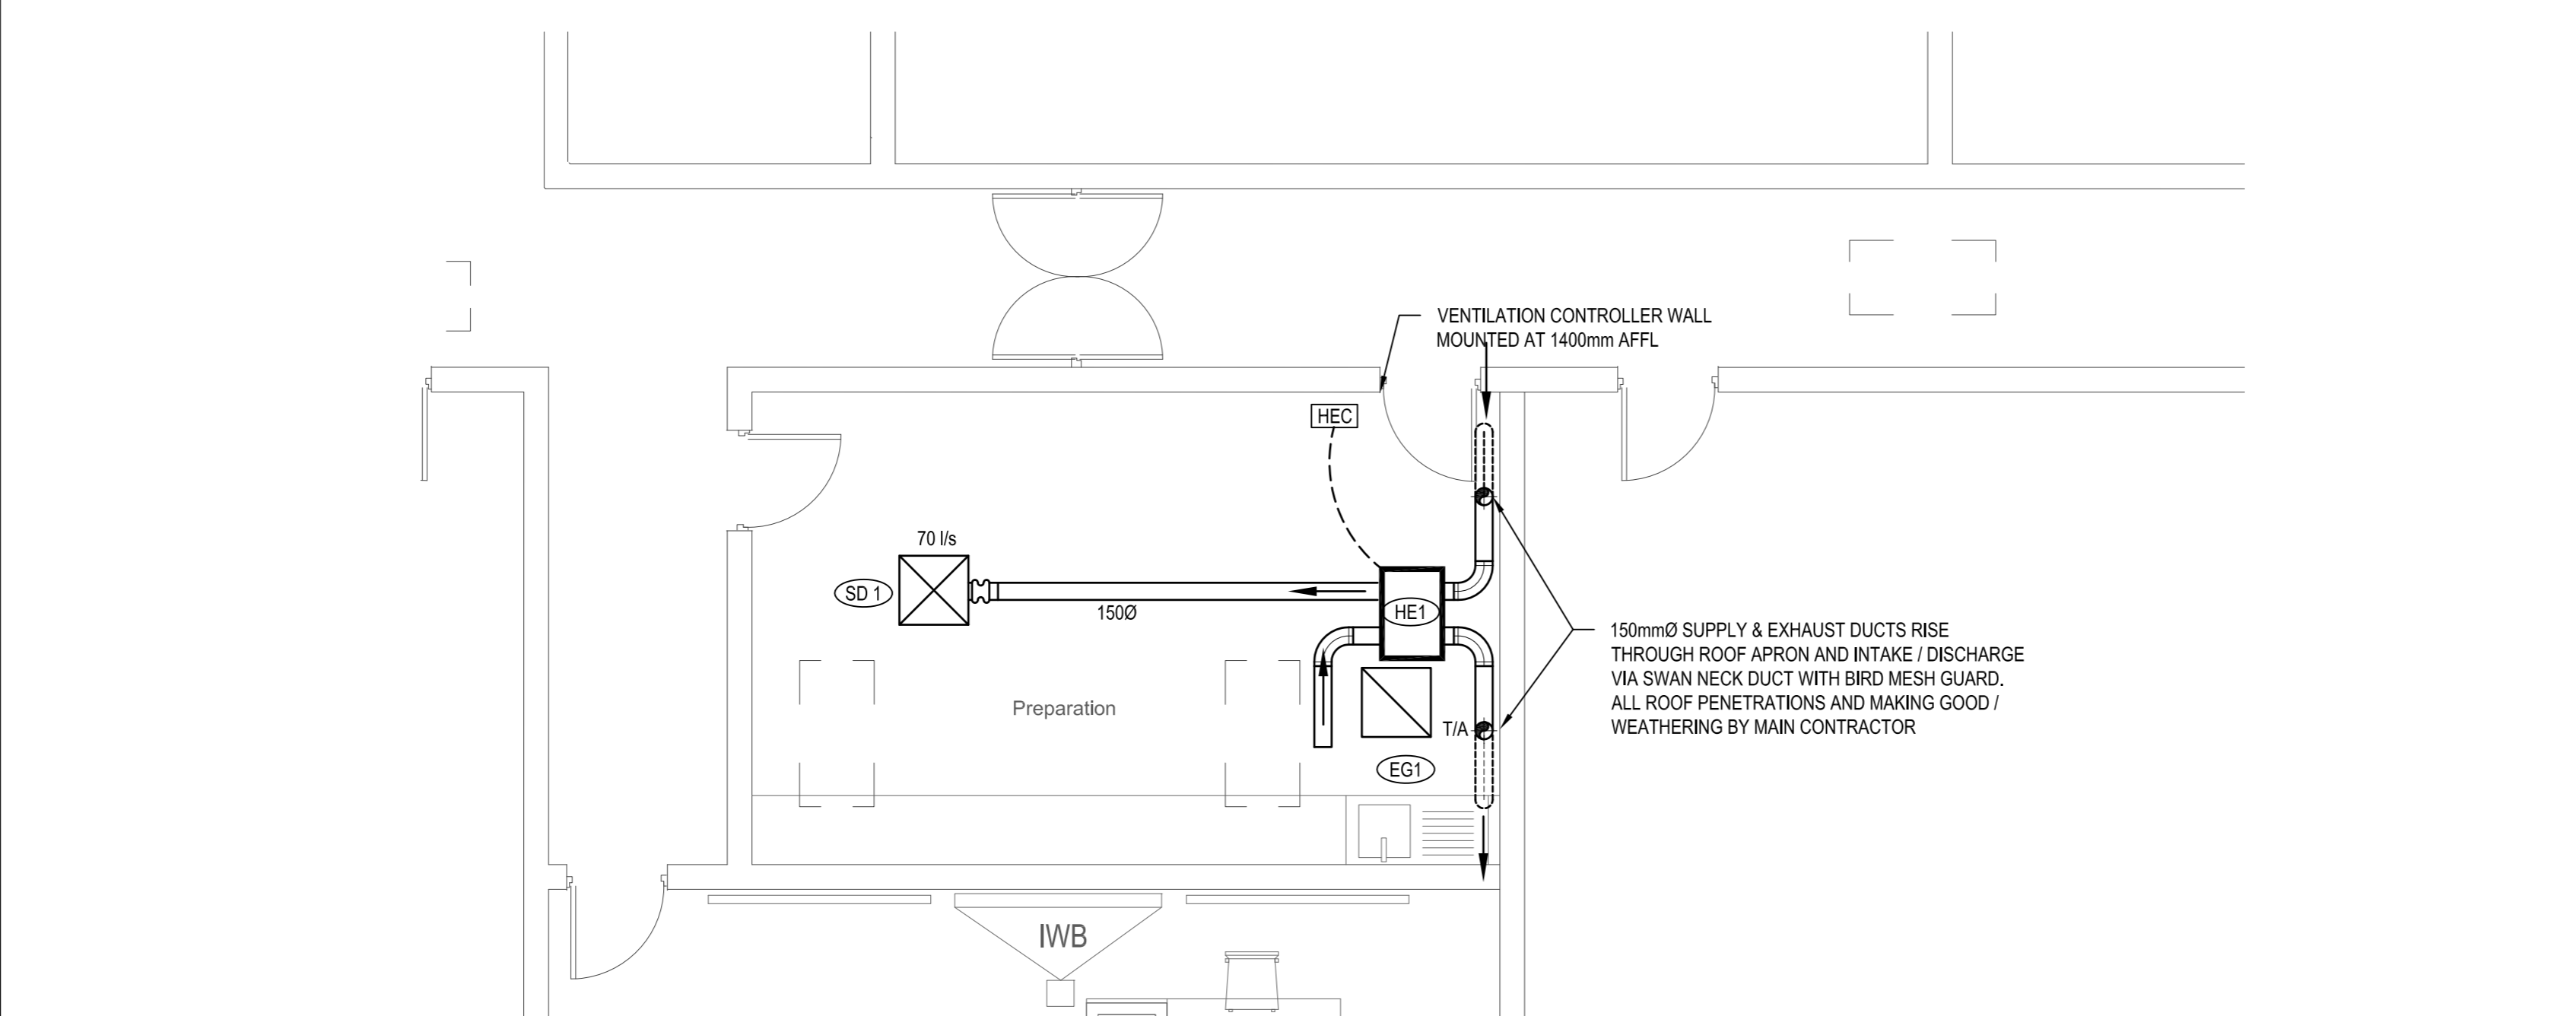 VENTILATION CONTROLLER WALL
MOUNTED AT 1400mm AFFL
HEC
70 l/s
SD 1
150Ø
HE1
150mmØ SUPPLY & EXHAUST DUCTS RISE
THROUGH ROOF APRON AND INTAKE / DISCHARGE
VIA SWAN NECK DUCT WITH BIRD MESH GUARD.
ALL ROOF PENETRATIONS AND MAKING GOOD /
WEATHERING BY MAIN CONTRACTOR
Preparation
T/A
EG1
IWB